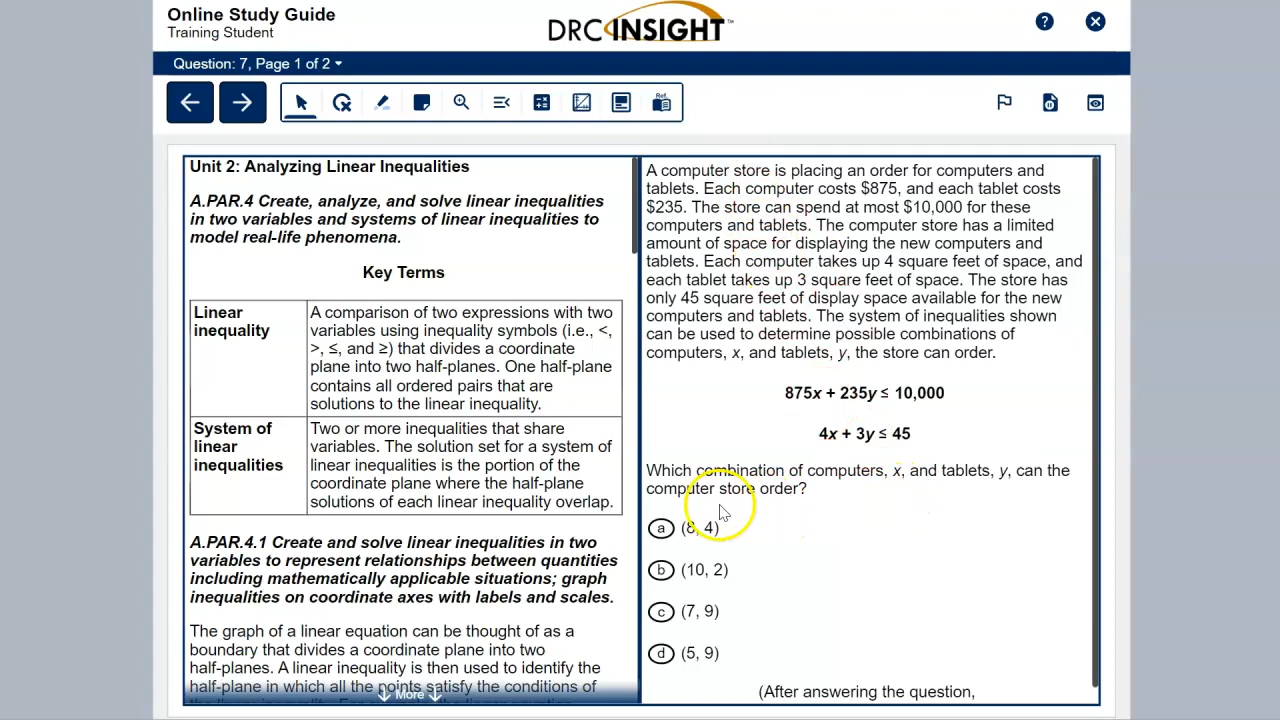 Online Study Guide
Training Student
DRC INSIGHT™
Question: 7, Page 1 of 2
Ref.
Unit 2: Analyzing Linear Inequalities
A.PAR.4 Create, analyze, and solve linear inequalities
in two variables and systems of linear inequalities to
model real-life phenomena.
Key Terms
Linear
inequality
A comparison of two expressions with two
variables using inequality symbols (i.e., <,
>, ≤, and ≥) that divides a coordinate
plane into two half-planes. One half-plane
contains all ordered pairs that are
solutions to the linear inequality.
System of
linear
inequalities
Two or more inequalities that share
variables. The solution set for a system of
linear inequalities is the portion of the
coordinate plane where the half-plane
solutions of each linear inequality overlap.
A.PAR.4.1 Create and solve linear inequalities in two
variables to represent relationships between quantities
including mathematically applicable situations; graph
inequalities on coordinate axes with labels and scales.
The graph of a linear equation can be thought of as a
boundary that divides a coordinate plane into two
half-planes. A linear inequality is then used to identify the
half-plane in which all the points satisfy the conditions of
More
A computer store is placing an order for computers and
tablets. Each computer costs $875, and each tablet costs
$235. The store can spend at most $10,000 for these
computers and tablets. The computer store has a limited
amount of space for displaying the new computers and
tablets. Each computer takes up 4 square feet of space, and
each tablet takes up 3 square feet of space. The store has
only 45 square feet of display space available for the new
computers and tablets. The system of inequalities shown
can be used to determine possible combinations of
computers, x, and tablets, y, the store can order.
875x + 235y ≤ 10,000
4x + 3y ≤ 45
Which combination of computers, x, and tablets, y, can the
computer store order?
a (8, 4)
b (10, 2)
c (7, 9)
d (5, 9)
(After answering the question,